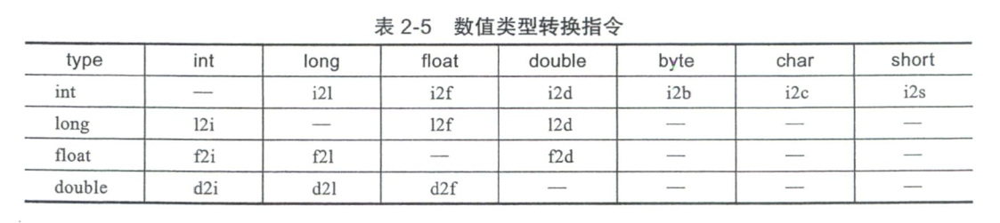 表 2-5 数值类型转换指令
type int long float double byte char short
int — i2l i2f i2d i2b i2c i2s
long l2i — l2f l2d — — —
float f2i f2l — f2d — — —
double d2i d2l d2f — — — —